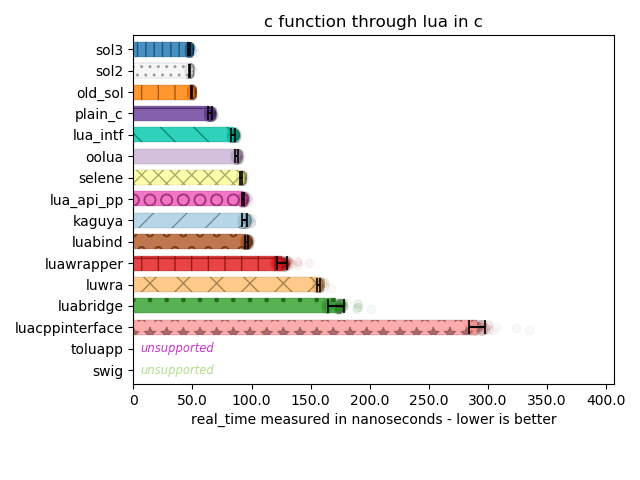 c function through lua in c
sol3
sol2
old_sol
plain_c
lua_intf
oolua
selene
lua_api_pp
kaguya
luabind
luawrapper
luwra
luabridge
luacppinterface
toluapp unsupported
swig unsupported
0 50.0 100.0 150.0 200.0 250.0 300.0 350.0 400.0
real_time measured in nanoseconds - lower is better